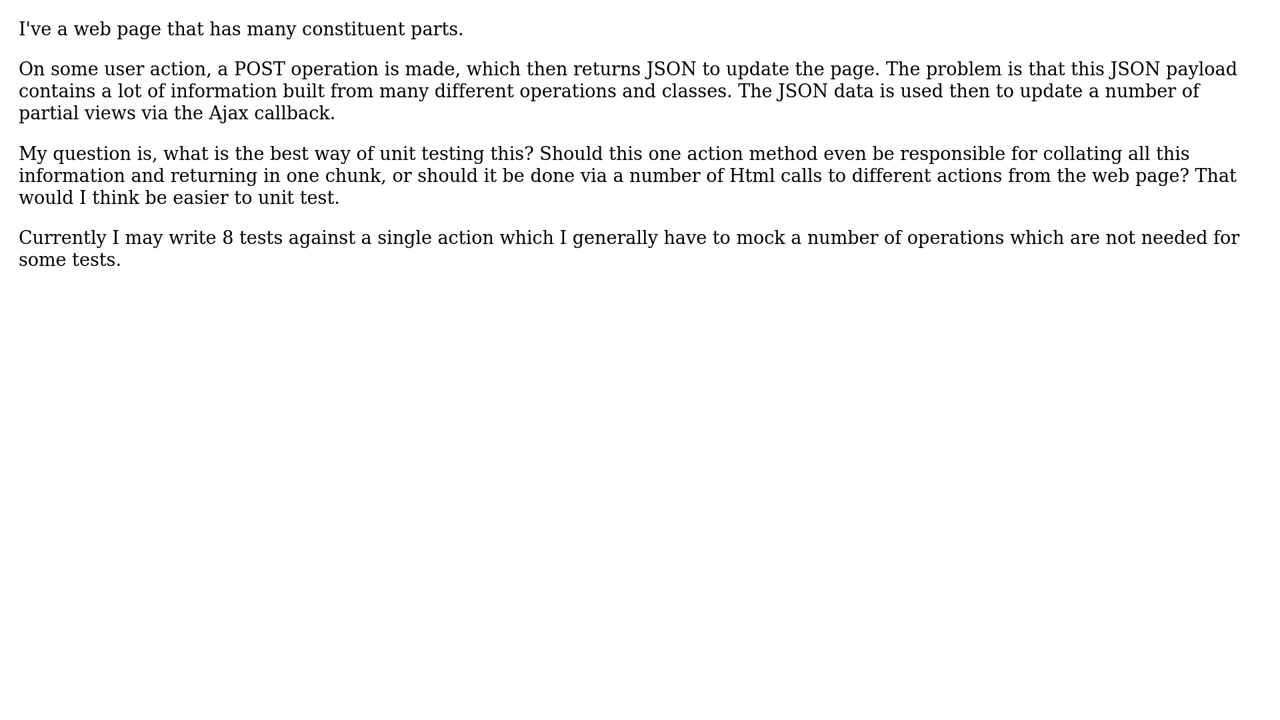 I've a web page that has many constituent parts.
On some user action, a POST operation is made, which then returns JSON to update the page. The problem is that this JSON payload
contains a lot of information built from many different operations and classes. The JSON data is used then to update a number of
partial views via the Ajax callback.
My question is, what is the best way of unit testing this? Should this one action method even be responsible for collating all this
information and returning in one chunk, or should it be done via a number of Html calls to different actions from the web page? That
would I think be easier to unit test.
Currently I may write 8 tests against a single action which I generally have to mock a number of operations which are not needed for
some tests.